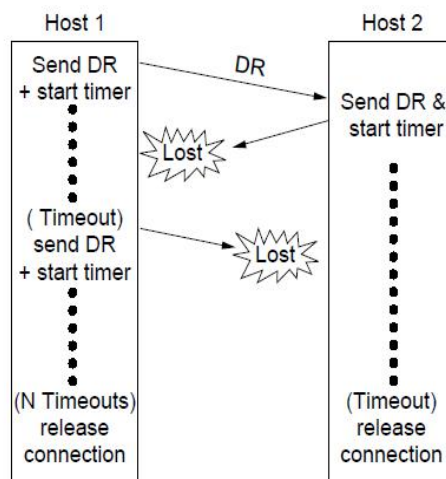 Host 1
Host 2
Send DR
+ start timer
DR
Send DR &
start timer
Lost
( Timeout)
send DR
+ start timer
Lost
(N Timeouts)
release
connection
(Timeout)
release
connection